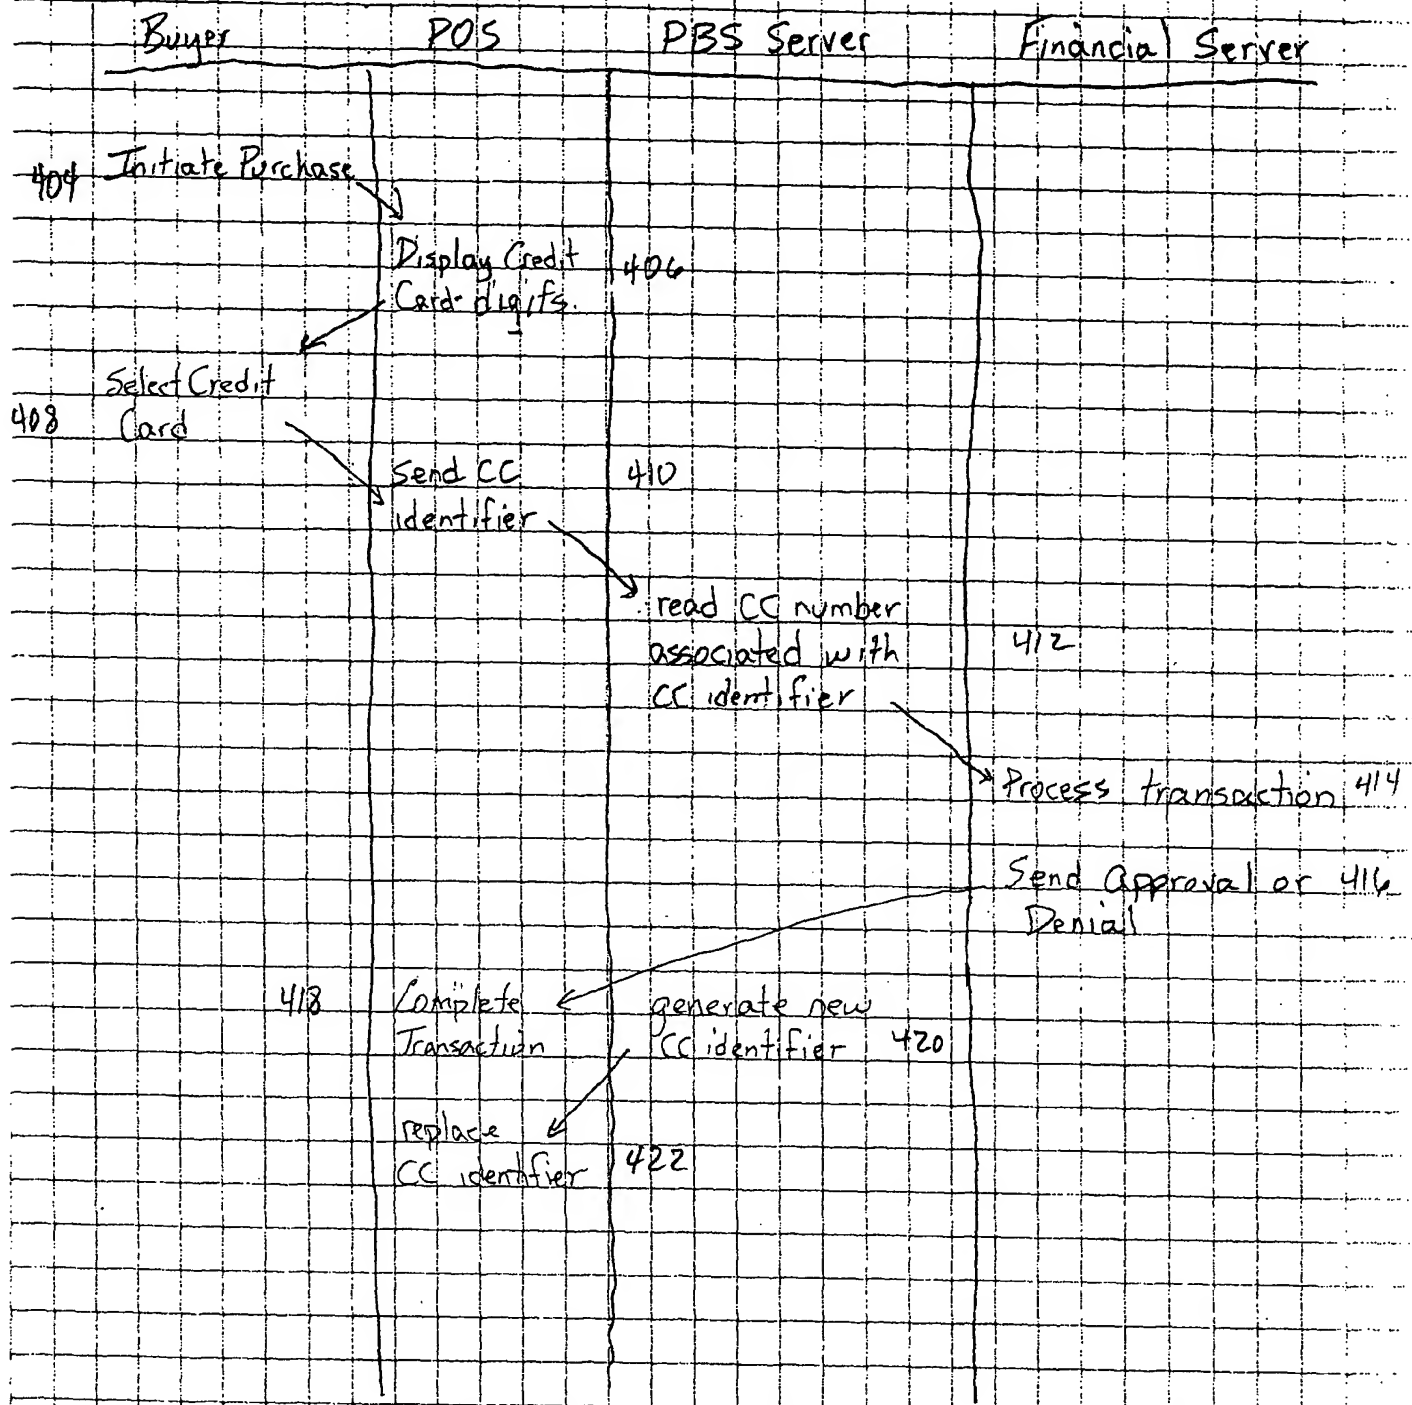 Buyer POS PBS Server Financial Server
404 Initiate Purchase
Display Credit 406
Card digits.
Select Credit
408 Card
Send CC 410
identifier
read CC number
associated with 412
CC identifier
Process transaction 414
Send Approval or 416
Denial
418 Complete generate new
Transaction CC identifier 420
replace
CC identifier 422